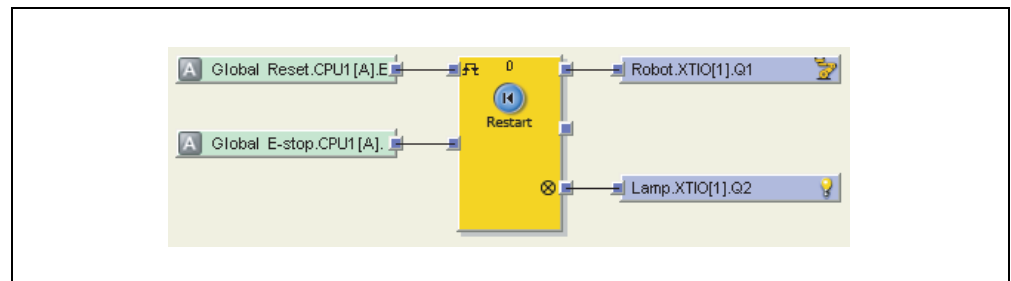 A Global Reset.CPU1[A].E
0
Robot.XTIO[1].Q1
Restart
A Global E-stop.CPU1[A].
Lamp.XTIO[1].Q2